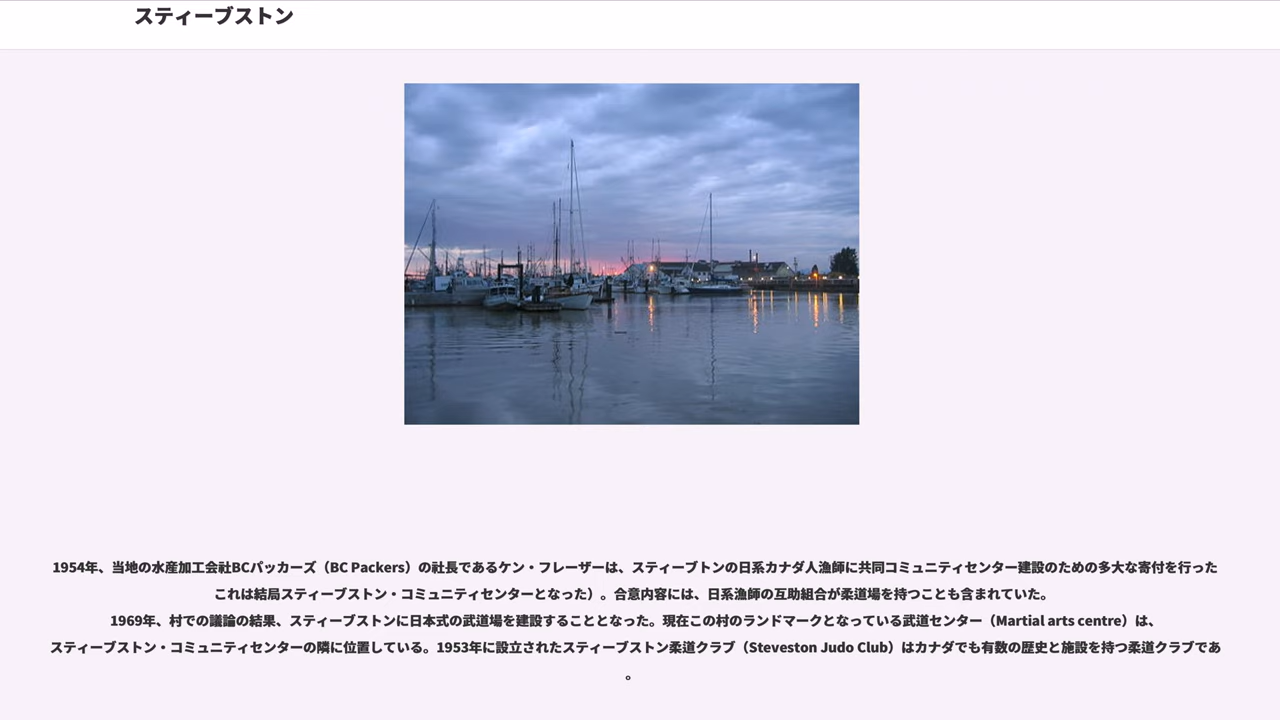 スティーブストン
1954年、当地の水産加工会社BCパッカーズ（BC Packers）の社長であるケン・フレーザーは、スティーブトンの日系カナダ人漁師に共同コミュニティセンター建設のための多大な寄付を行った
これは結局スティーブストン・コミュニティセンターとなった）。合意内容には、日系漁師の互助組合が柔道場を持つことも含まれていた。
1969年、村での議論の結果、スティーブストンに日本式の武道場を建設することとなった。現在この村のランドマークとなっている武道センター（Martial arts centre）は、
スティーブストン・コミュニティセンターの隣に位置している。1953年に設立されたスティーブストン柔道クラブ（Steveston Judo Club）はカナダでも有数の歴史と施設を持つ柔道クラブであ
。